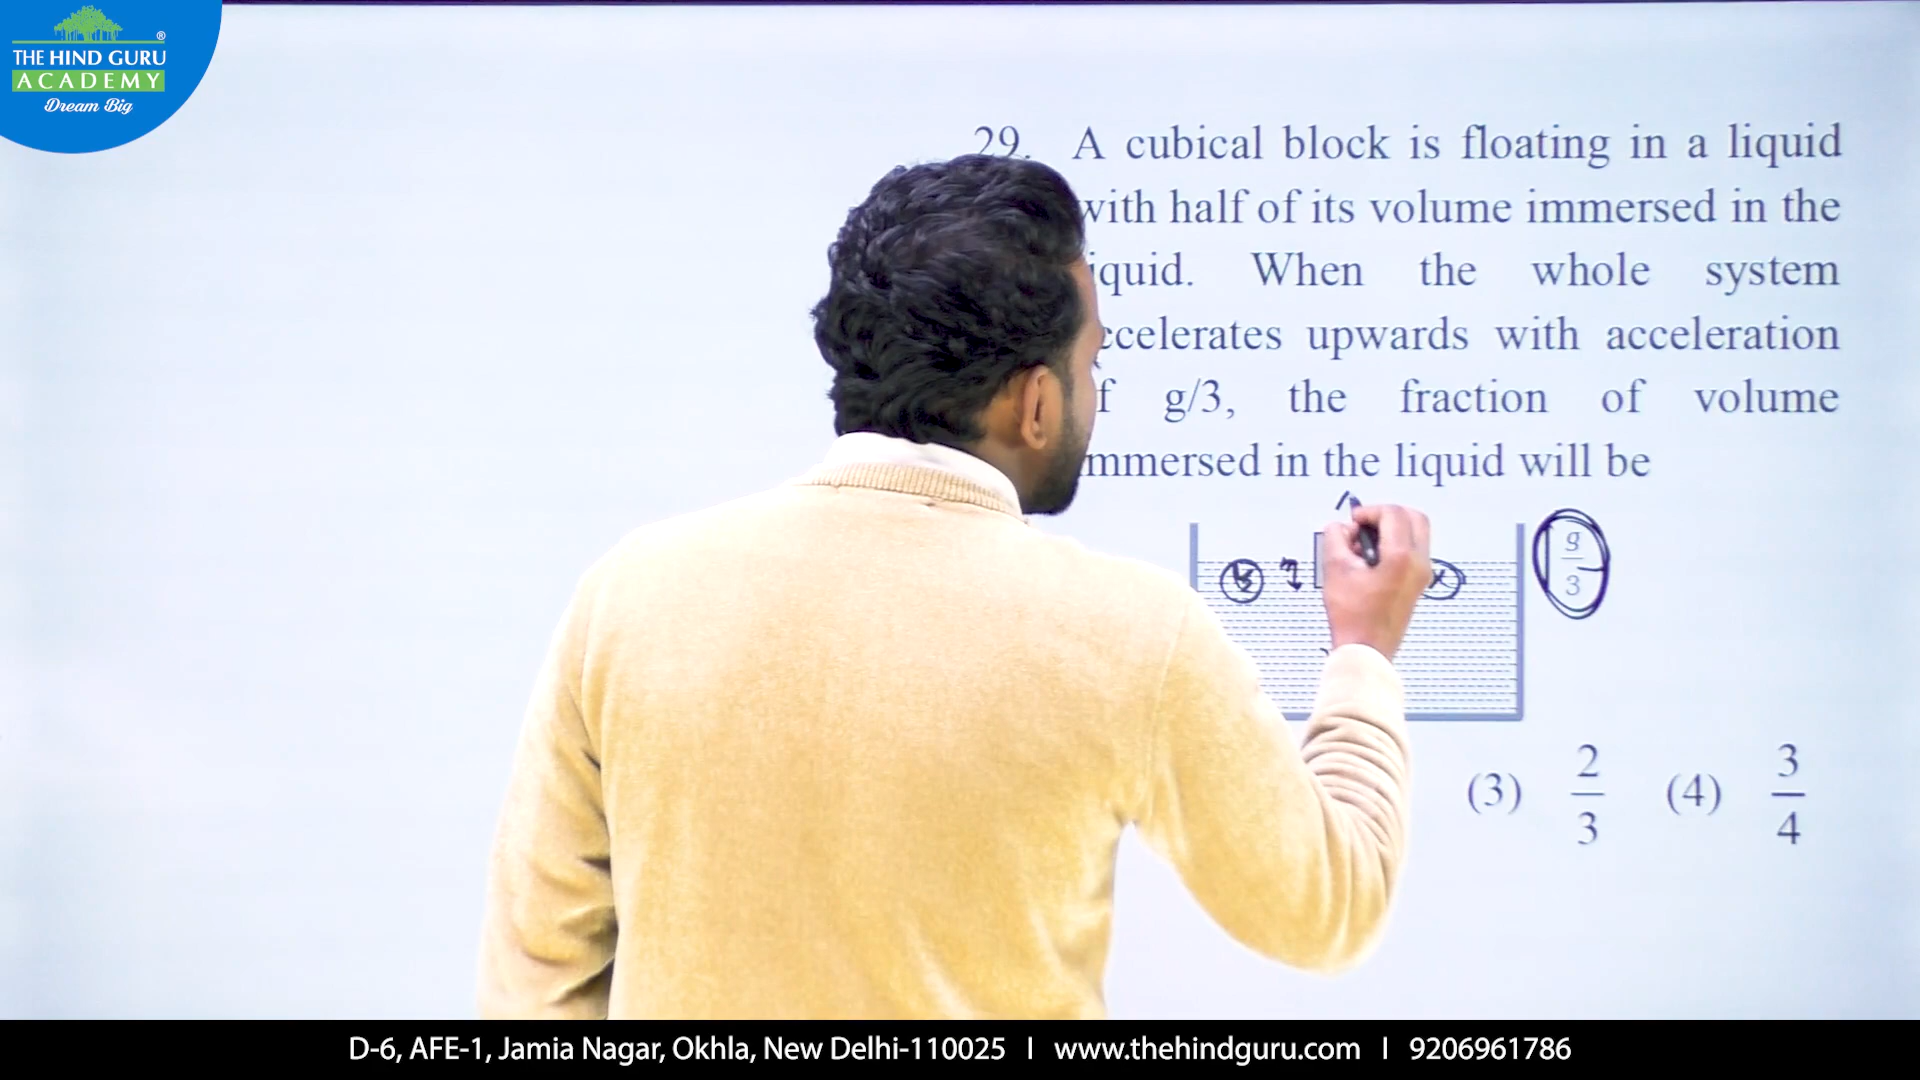 THE HIND GURU
ACADEMY
Dream Big
29. A cubical block is floating in a liquid
with half of its volume immersed in the
iquid. When the whole system
ccelerates upwards with acceleration
f g/3, the fraction of volume
mmersed in the liquid will be
g
3
(3) 2/3 (4) 3/4
D-6, AFE-1, Jamia Nagar, Okhla, New Delhi-110025 | www.thehindguru.com | 9206961786